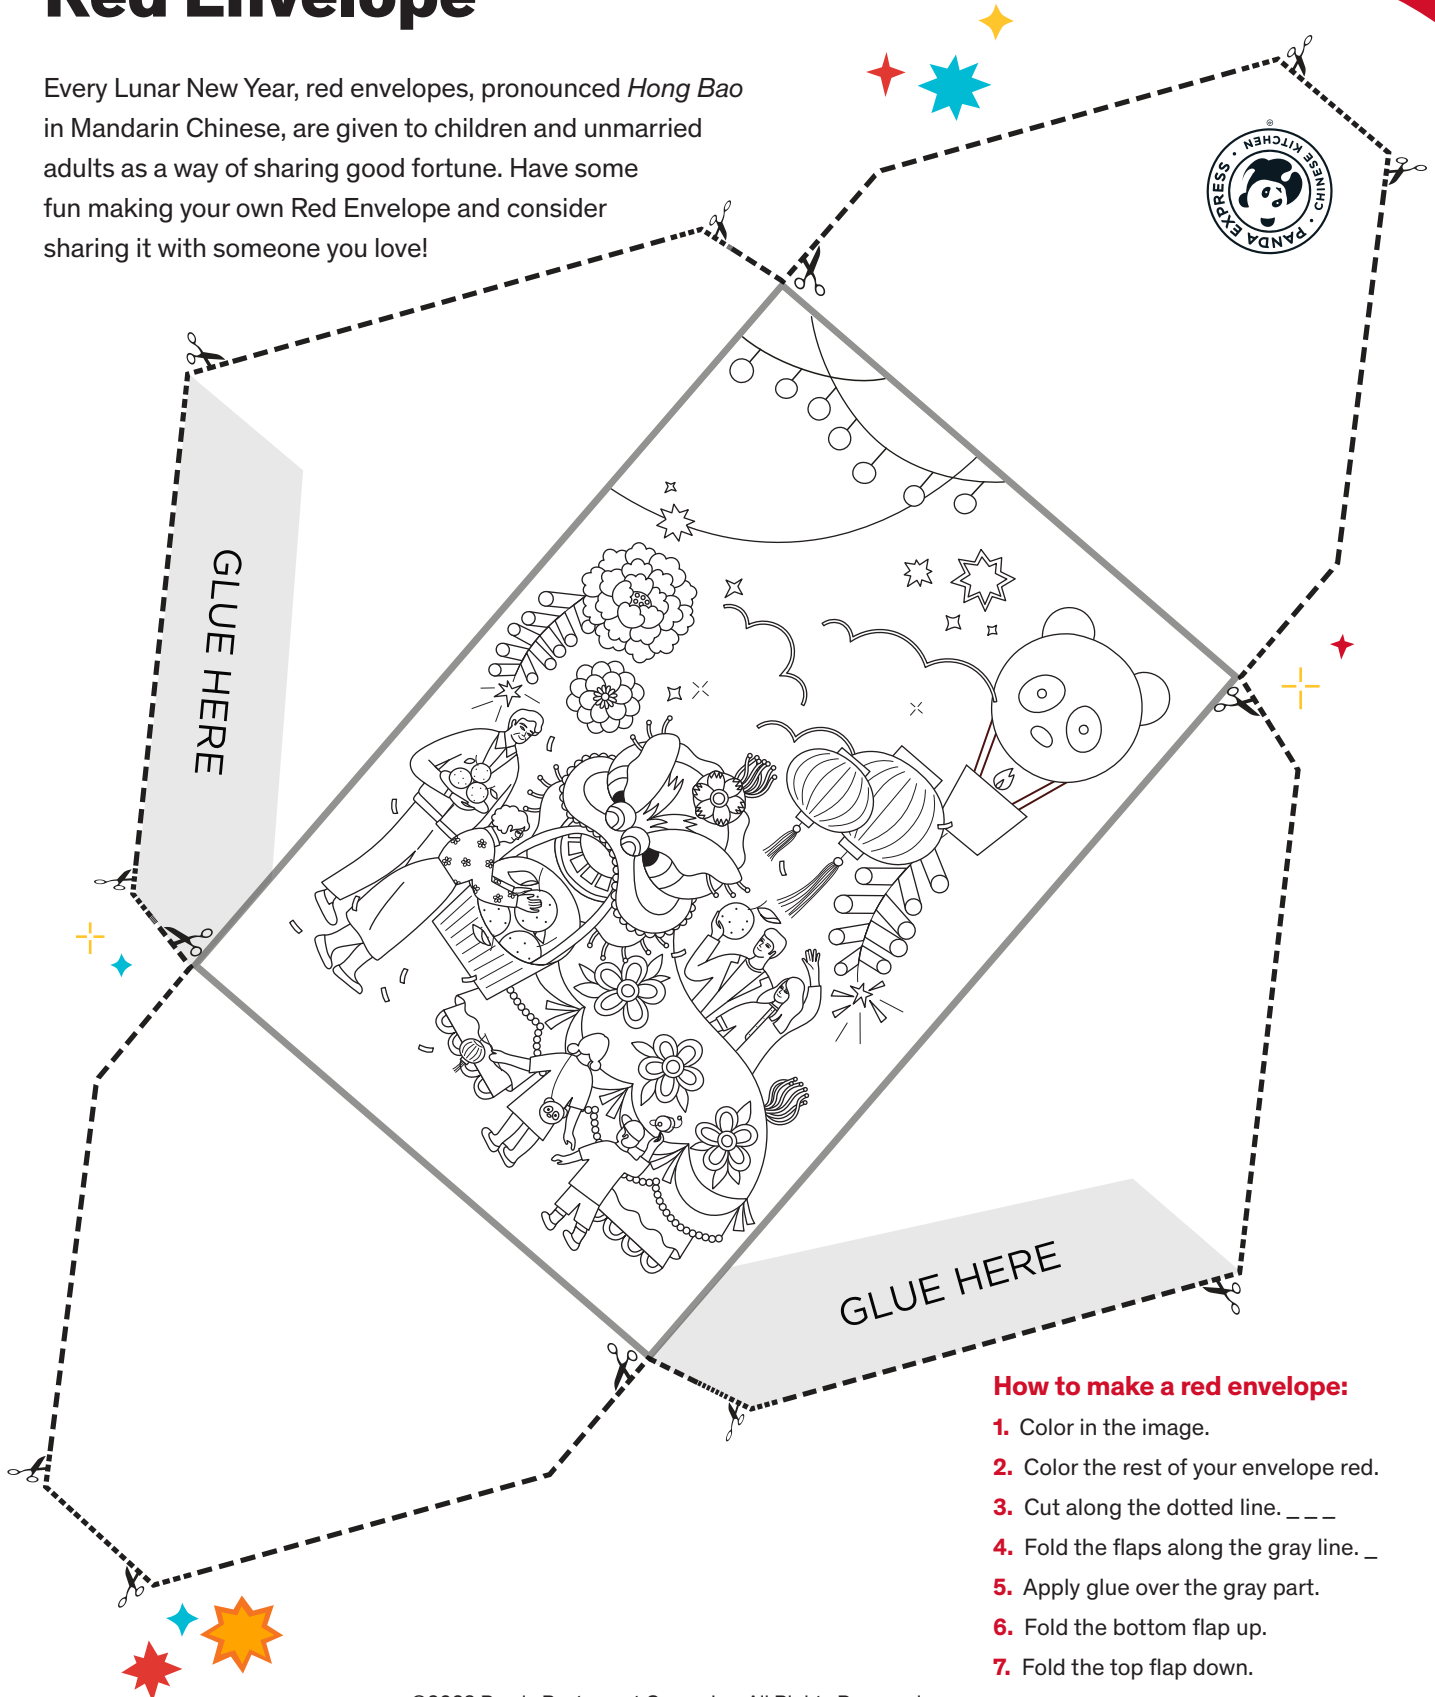 Red Envelope
Every Lunar New Year, red envelopes, pronounced Hong Bao
in Mandarin Chinese, are given to children and unmarried
adults as a way of sharing good fortune. Have some
fun making your own Red Envelope and consider
sharing it with someone you love!
PANDA EXPRESS • CHINESE KITCHEN •
®
GLUE HERE
GLUE HERE
How to make a red envelope:
1. Color in the image.
2. Color the rest of your envelope red.
3. Cut along the dotted line. _ _ _
4. Fold the flaps along the gray line. _
5. Apply glue over the gray part.
6. Fold the bottom flap up.
7. Fold the top flap down.